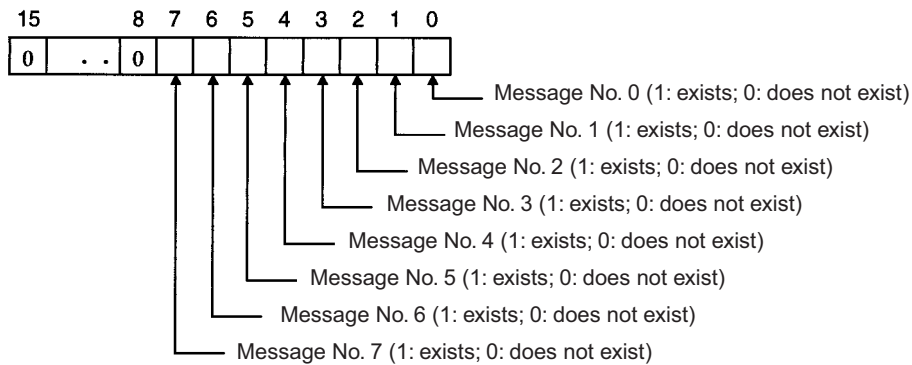 15 8 7 6 5 4 3 2 1 0
0 . . 0
Message No. 0 (1: exists; 0: does not exist)
Message No. 1 (1: exists; 0: does not exist)
Message No. 2 (1: exists; 0: does not exist)
Message No. 3 (1: exists; 0: does not exist)
Message No. 4 (1: exists; 0: does not exist)
Message No. 5 (1: exists; 0: does not exist)
Message No. 6 (1: exists; 0: does not exist)
Message No. 7 (1: exists; 0: does not exist)